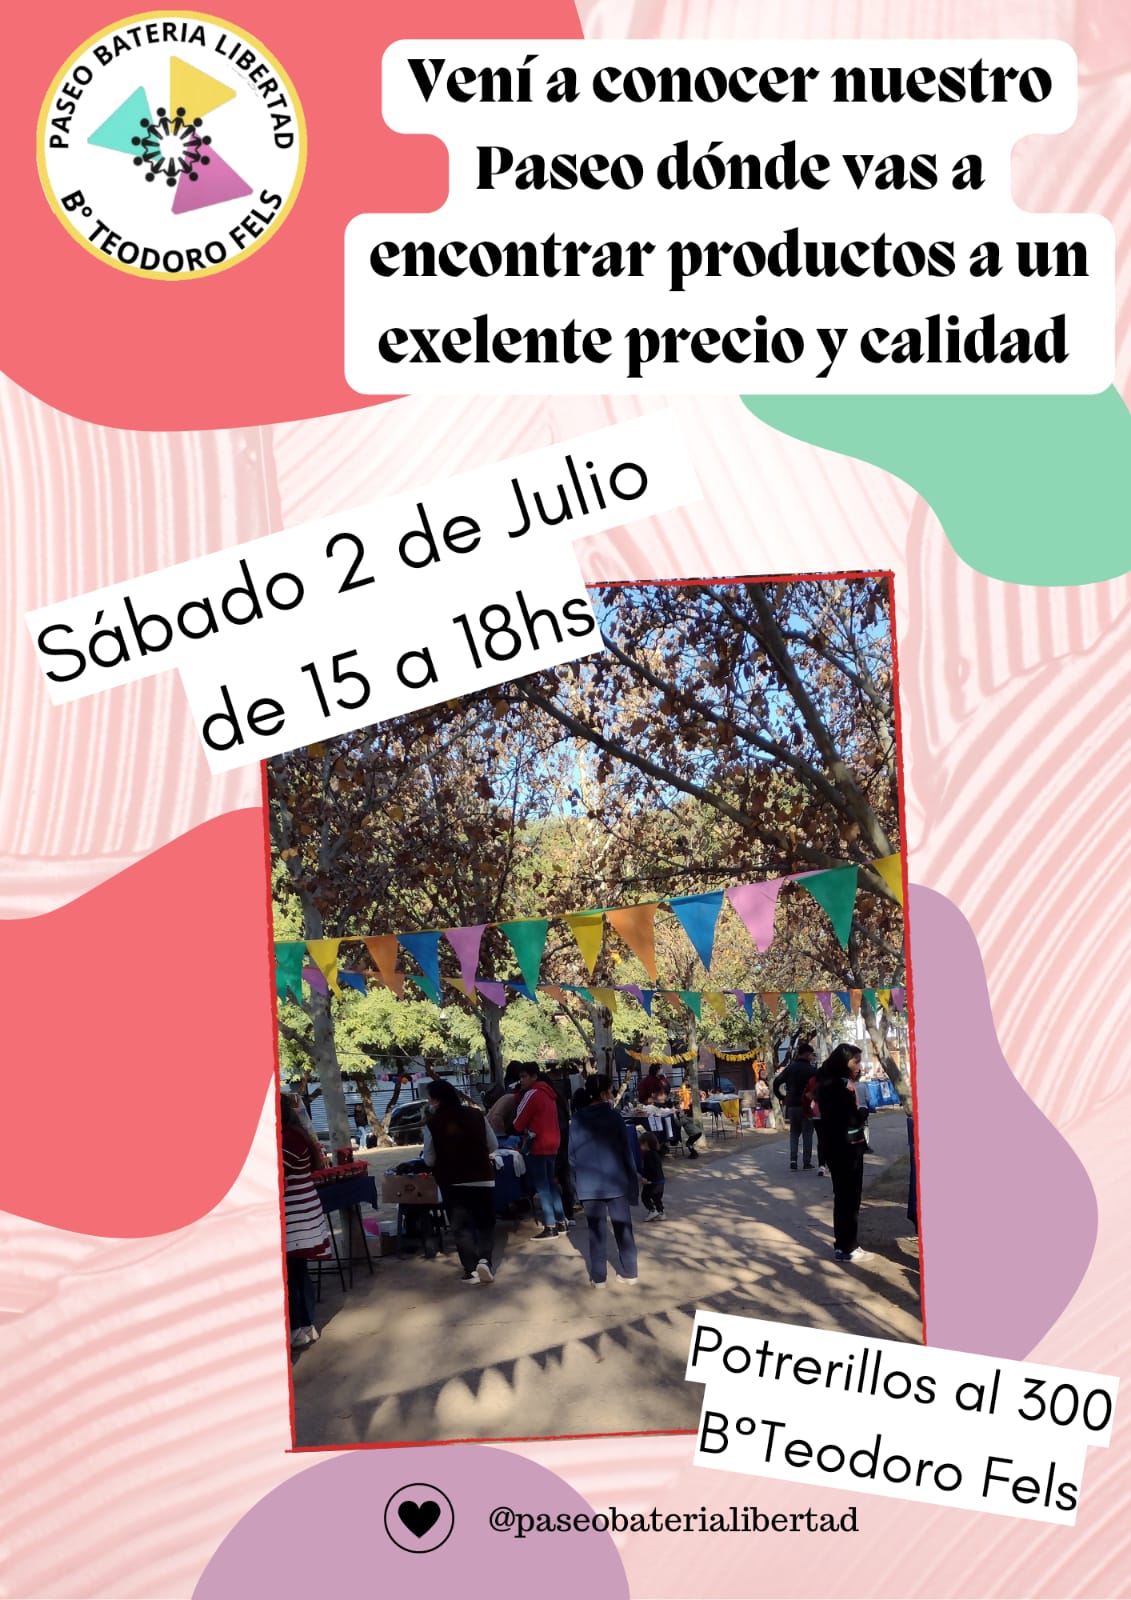 PASEO BATERIA LIBERTAD
Bº TEODORO FELS
Vení a conocer nuestro
Paseo dónde vas a
encontrar productos a un
exelente precio y calidad
Sábado 2 de Julio
de 15 a 18hs
Potrerillos al 300
BºTeodoro Fels
@paseobaterialibertad